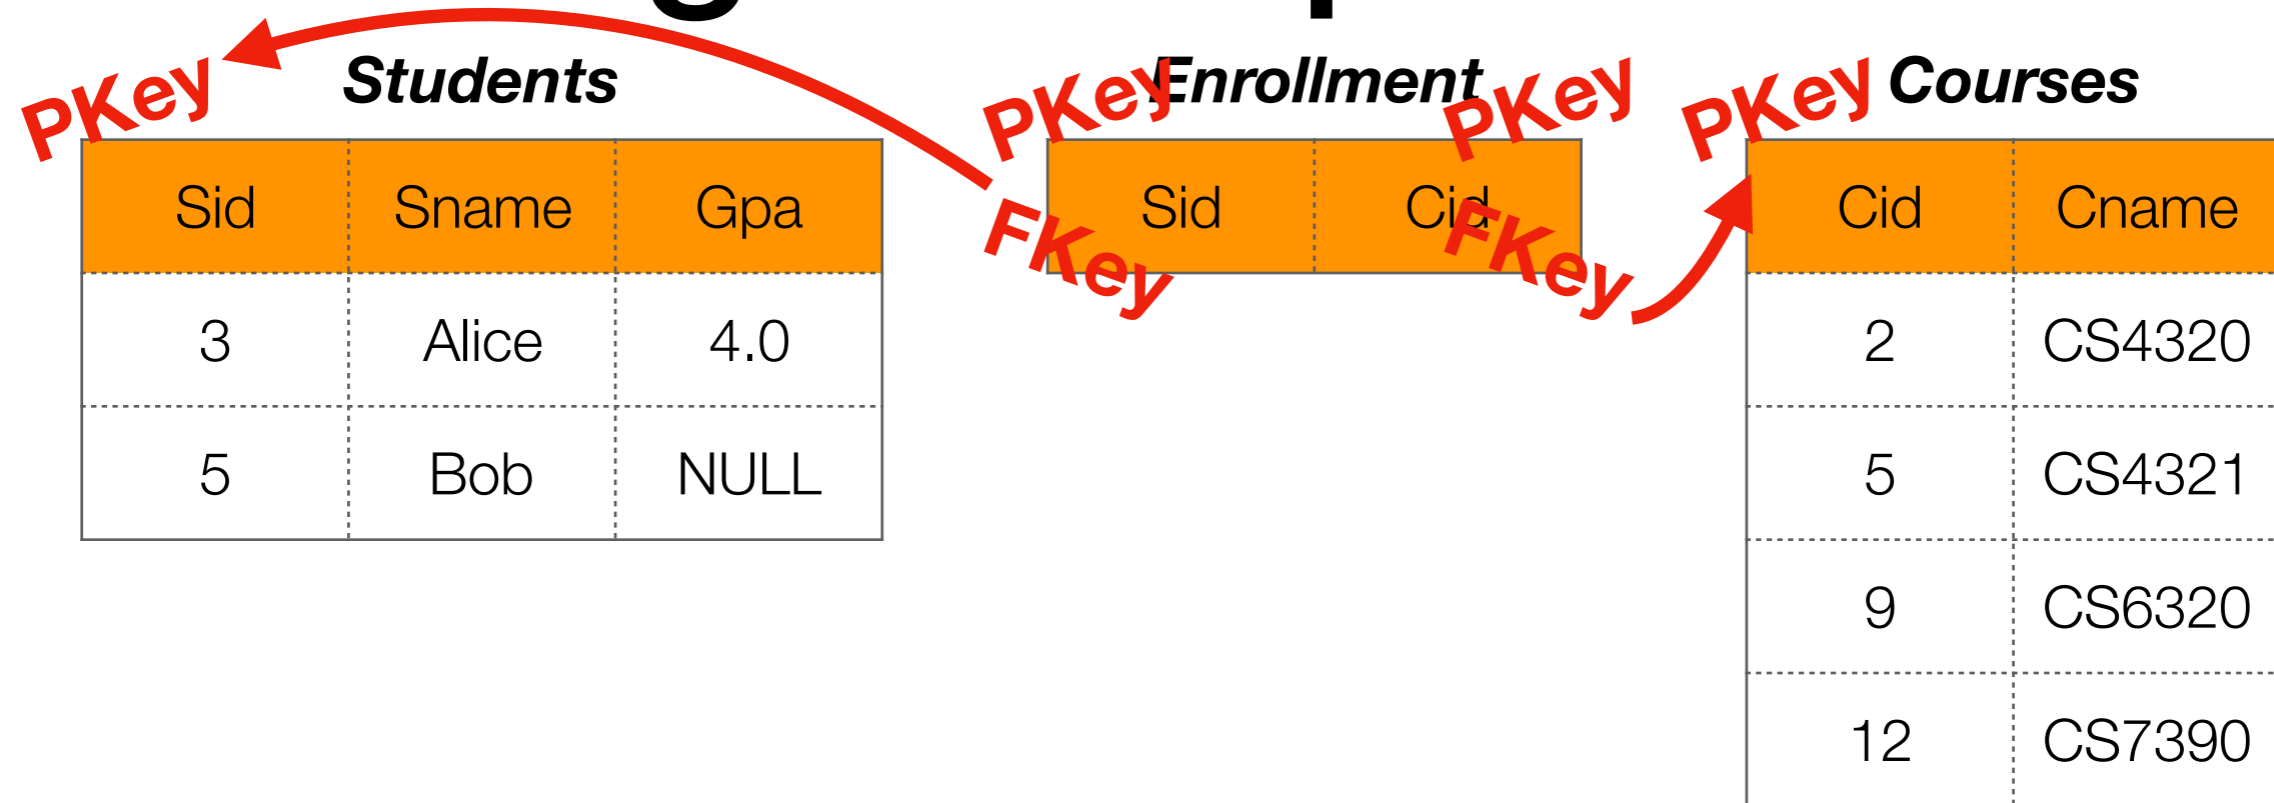 Students Enrollment Courses
PKey PKey PKey PKey
Sid Sname Gpa Sid Cid Cid Cname
FKey FKey
3 Alice 4.0 2 CS4320
5 Bob NULL 5 CS4321
9 CS6320
12 CS7390